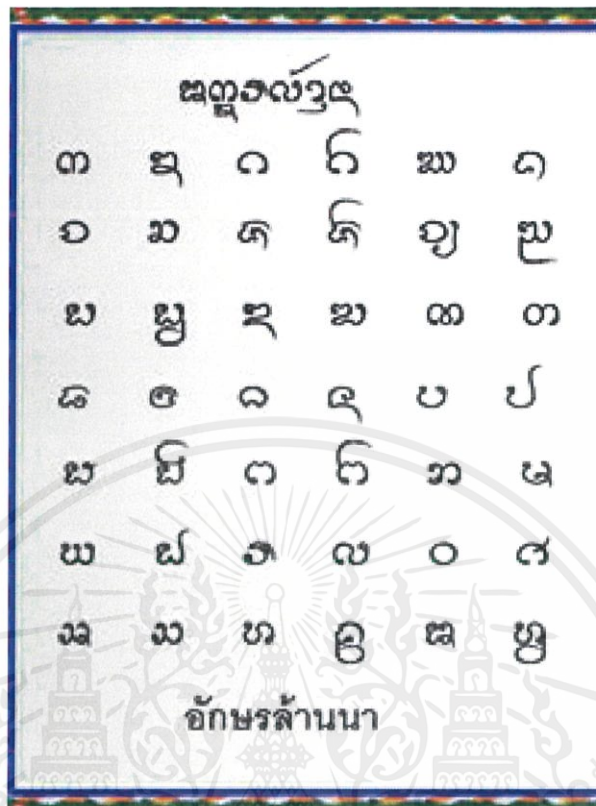 ᨠ ᨡ ᨣ ᨤ ᨥ ᨦ
ᨧ ᨨ ᨩ ᨪ ᨫ ᨬ
ᨭ ᨮ ᨯ ᨰ ᨱ ᨲ
ᨳ ᨴ ᨵ ᨶ ᨷ ᨸ
ᨹ ᨺ ᨻ ᨼ ᨽ ᨾ
ᨿ ᩀ ᩁ ᩃ ᩅ ᩆ
ᩇ ᩈ ᩉ ᩊ ᩋ ᩌ
อักษรล้านนา